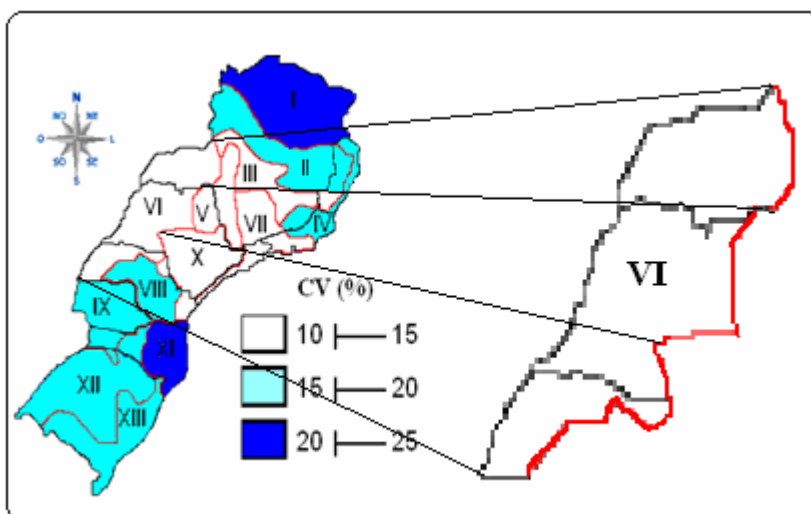 N
NO NE
O L
SO SE
S
I
II
III
IV
V
VI
VII
X
VIII
IX
XI
XII
XIII
CV (%)
10 15
15 20
20 25
VI